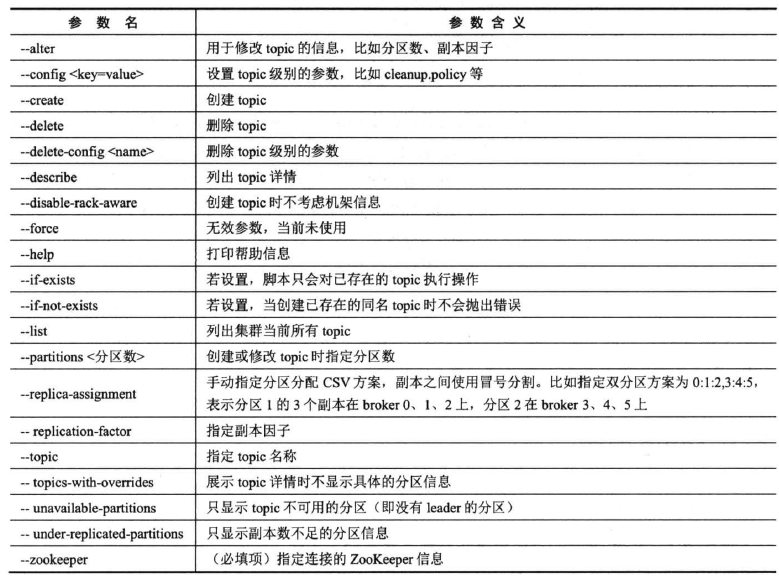 参 数 名 参 数 含 义
--alter 用于修改 topic 的信息，比如分区数、副本因子
--config <key=value> 设置 topic 级别的参数，比如 cleanup.policy 等
--create 创建 topic
--delete 删除 topic
--delete-config <name> 删除 topic 级别的参数
--describe 列出 topic 详情
--disable-rack-aware 创建 topic 时不考虑机架信息
--force 无效参数，当前未使用
--help 打印帮助信息
--if-exists 若设置，脚本只会对已存在的 topic 执行操作
--if-not-exists 若设置，当创建已存在的同名 topic 时不会抛出错误
--list 列出集群当前所有 topic
--partitions <分区数> 创建或修改 topic 时指定分区数
--replica-assignment 手动指定分区分配 CSV 方案，副本之间使用冒号分割。比如指定双分区方案为 0:1:2,3:4:5,
表示分区 1 的 3 个副本在 broker 0、1、2 上，分区 2 在 broker 3、4、5 上
-- replication-factor 指定副本因子
--topic 指定 topic 名称
-- topics-with-overrides 展示 topic 详情时不显示具体的分区信息
-- unavailable-partitions 只显示 topic 不可用的分区（即没有 leader 的分区）
-- under-replicated-partitions 只显示副本数不足的分区信息
--zookeeper （必填项）指定连接的 ZooKeeper 信息